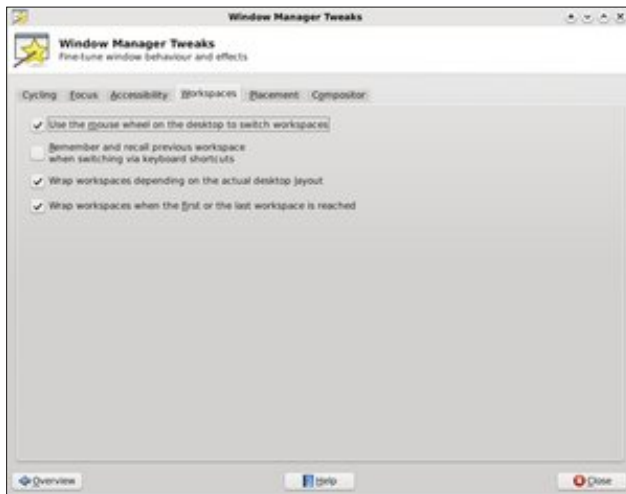 Window Manager Tweaks
Window Manager Tweaks
Fine-tune window behaviour and effects
Cycling Focus Accessibility Workspaces Placement Compositor
Use the mouse wheel on the desktop to switch workspaces
Remember and recall previous workspace
when switching via keyboard shortcuts
Wrap workspaces depending on the actual desktop layout
Wrap workspaces when the first or the last workspace is reached
Overview Help Close